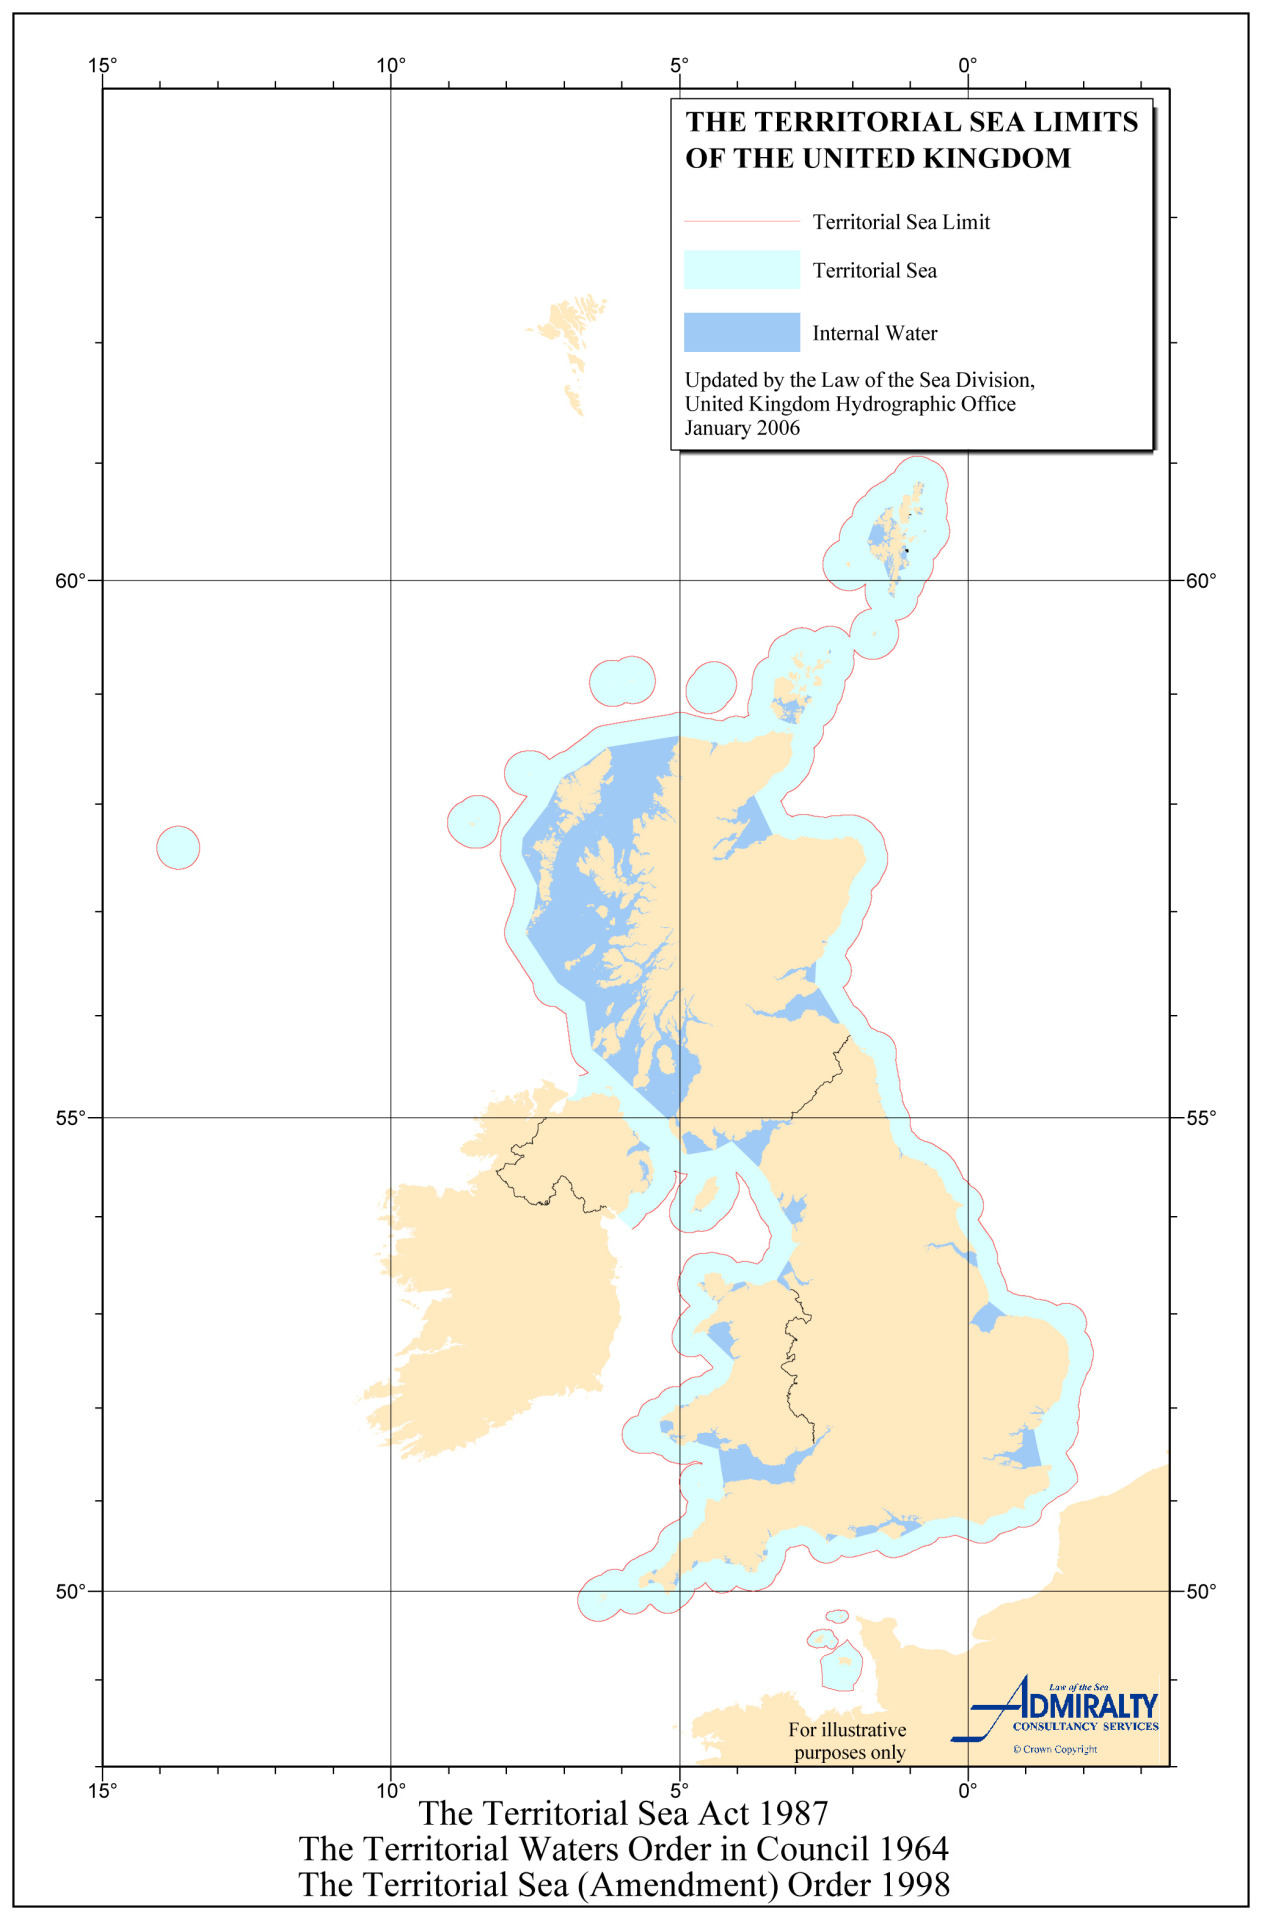 15° 10° 5° 0°
THE TERRITORIAL SEA LIMITS
OF THE UNITED KINGDOM
Territorial Sea Limit
Territorial Sea
Internal Water
Updated by the Law of the Sea Division,
United Kingdom Hydrographic Office
January 2006
60° 60°
55° 55°
50° 50°
Law of the Sea
ADMIRALTY
CONSULTANCY SERVICES
© Crown Copyright
For illustrative
purposes only
15° 10° 5° 0°
The Territorial Sea Act 1987
The Territorial Waters Order in Council 1964
The Territorial Sea (Amendment) Order 1998